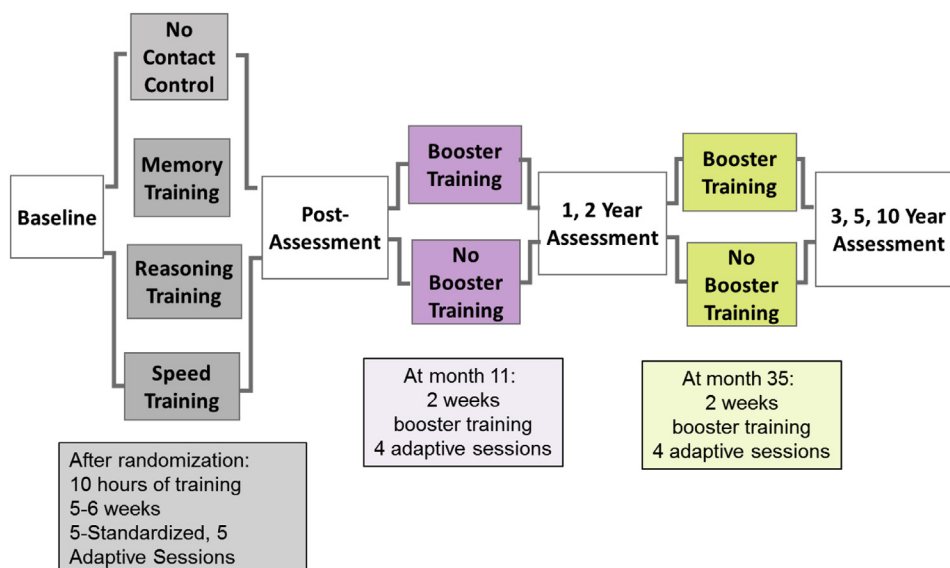 No
Contact
Control
Memory
Training
Baseline
Reasoning
Training
Speed
Training
Post-
Assessment
Booster
Training
No
Booster
Training
1, 2 Year
Assessment
Booster
Training
No
Booster
Training
3, 5, 10 Year
Assessment
After randomization:
10 hours of training
5-6 weeks
5-Standardized, 5
Adaptive Sessions
At month 11:
2 weeks
booster training
4 adaptive sessions
At month 35:
2 weeks
booster training
4 adaptive sessions